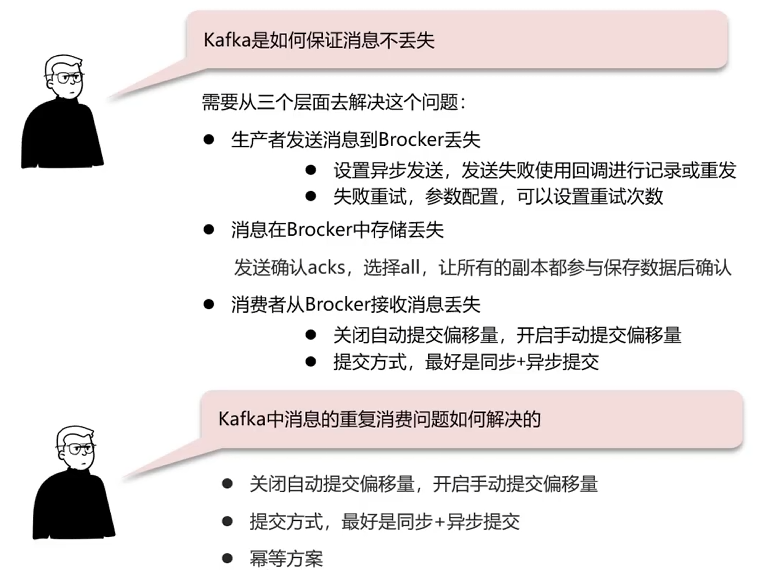 Kafka是如何保证消息不丢失
需要从三个层面去解决这个问题：
● 生产者发送消息到Brocker丢失
● 设置异步发送，发送失败使用回调进行记录或重发
● 失败重试，参数配置，可以设置重试次数
● 消息在Brocker中存储丢失
发送确认acks，选择all，让所有的副本都参与保存数据后确认
● 消费者从Brocker接收消息丢失
● 关闭自动提交偏移量，开启手动提交偏移量
● 提交方式，最好是同步+异步提交
Kafka中消息的重复消费问题如何解决的
● 关闭自动提交偏移量，开启手动提交偏移量
● 提交方式，最好是同步+异步提交
● 幂等方案